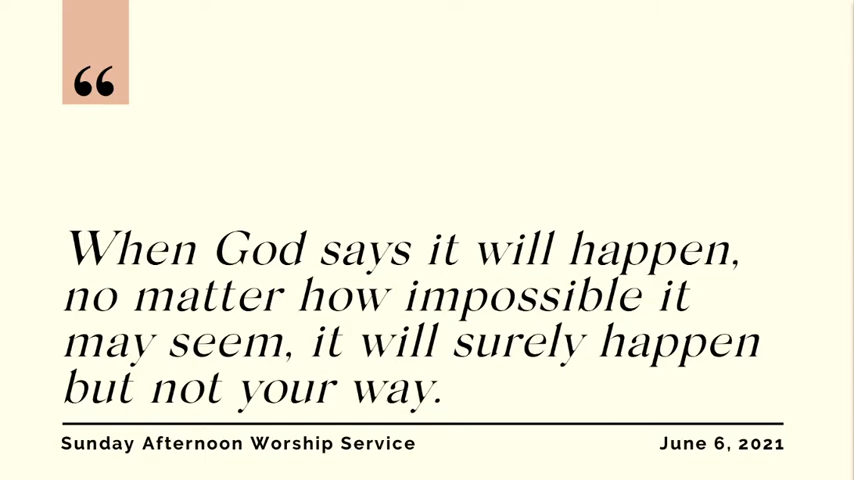 “
When God says it will happen,
no matter how impossible it
may seem, it will surely happen
but not your way.
Sunday Afternoon Worship Service
June 6, 2021